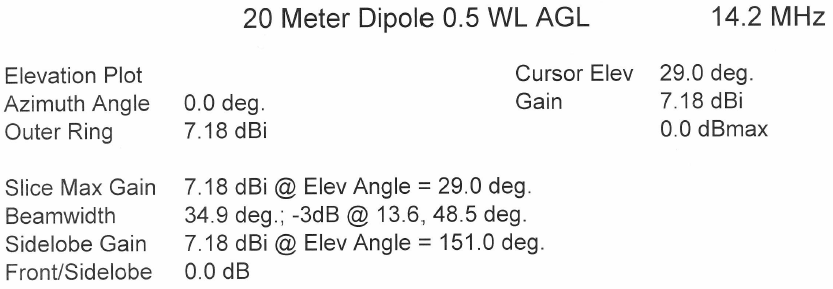 20 Meter Dipole 0.5 WL AGL 14.2 MHz
Elevation Plot Cursor Elev 29.0 deg.
Azimuth Angle 0.0 deg. Gain 7.18 dBi
Outer Ring 7.18 dBi 0.0 dBmax
Slice Max Gain 7.18 dBi @ Elev Angle = 29.0 deg.
Beamwidth 34.9 deg.; -3dB @ 13.6, 48.5 deg.
Sidelobe Gain 7.18 dBi @ Elev Angle = 151.0 deg.
Front/Sidelobe 0.0 dB